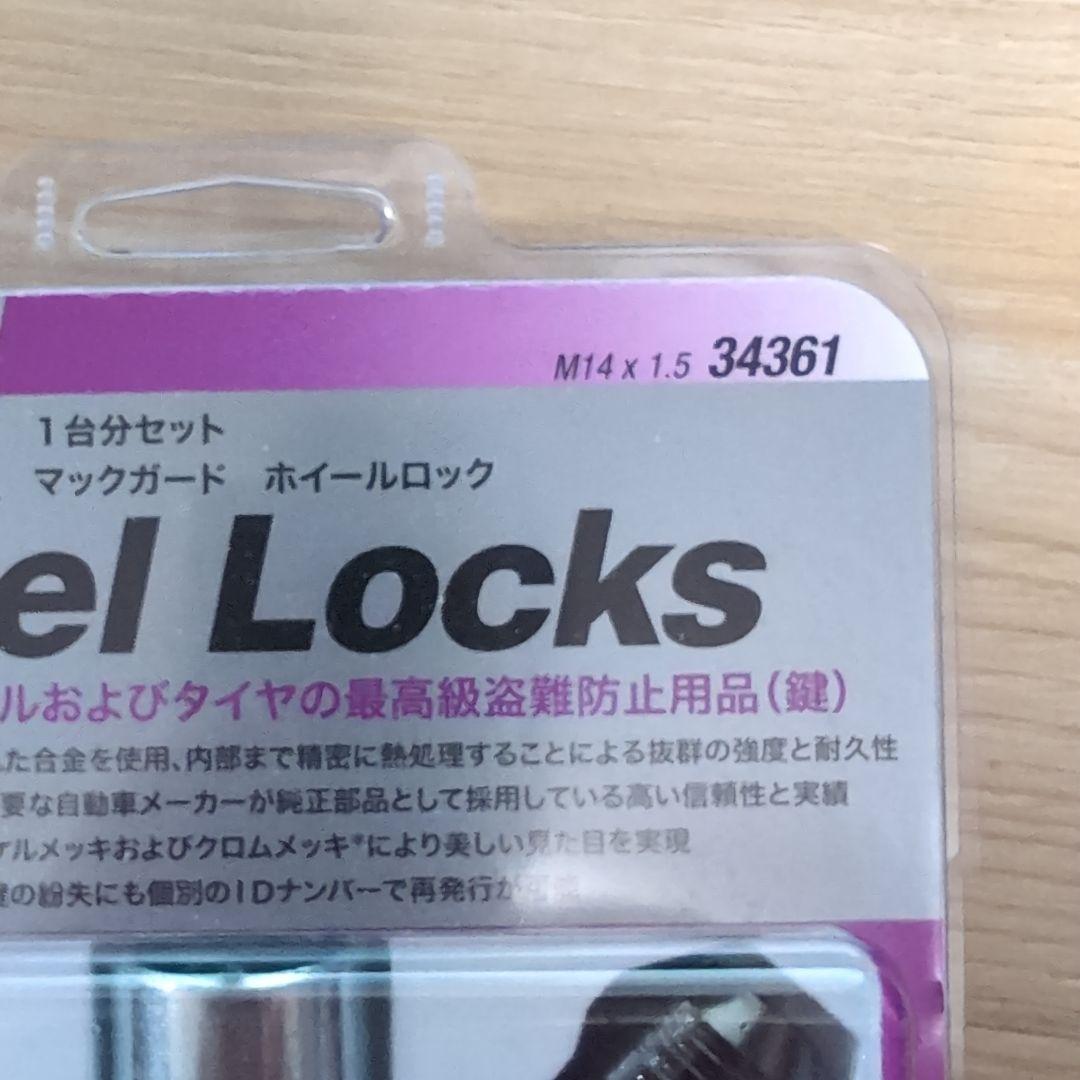 M14 x 1.5 34361
1台分セット
マックガード ホイールロック
el Locks
ルおよびタイヤの最高級盗難防止用品(鍵)
た合金を使用、内部まで精密に熱処理することによる抜群の強度と耐久性
要な自動車メーカーが純正部品として採用している高い信頼性と実績
ケルメッキおよびクロムメッキ*により美しい見た目を実現
の紛失にも個別のIDナンバーで再発行が